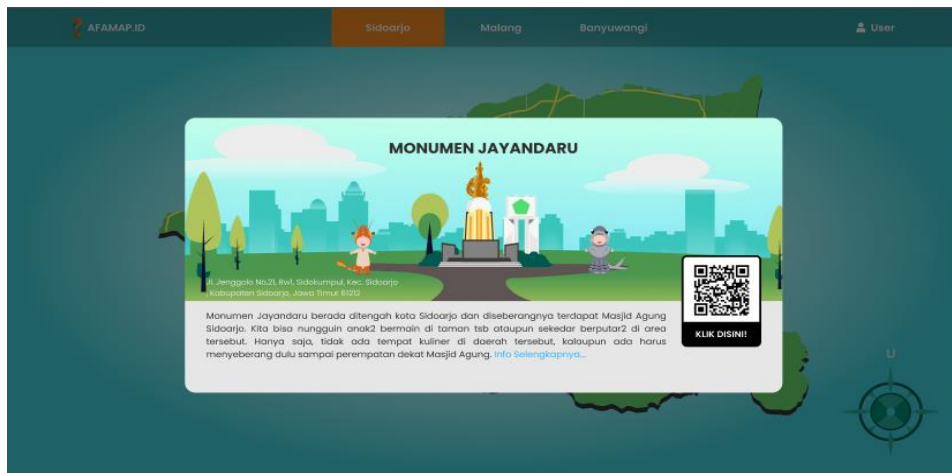 AFAMAP.ID
Sidoarjo
Malang
Banyuwangi
User
MONUMEN JAYANDARU
Jl. Jenggolo No.21, Rw1, Sidokumpul, Kec. Sidoarjo
, Kabupaten Sidoarjo, Jawa Timur 61212
Monumen Jayandaru berada ditengah kota Sidoarjo dan diseberangnya terdapat Masjid Agung
Sidoarjo. Kita bisa nungguin anak2 bermain di taman tsb ataupun sekedar berputar2 di area
tersebut. Hanya saja, tidak ada tempat kuliner di daerah tersebut, kalaupun ada harus
menyeberang dulu sampai perempatan dekat Masjid Agung. Info Selengkapnya...
KLIK DISINI!
U